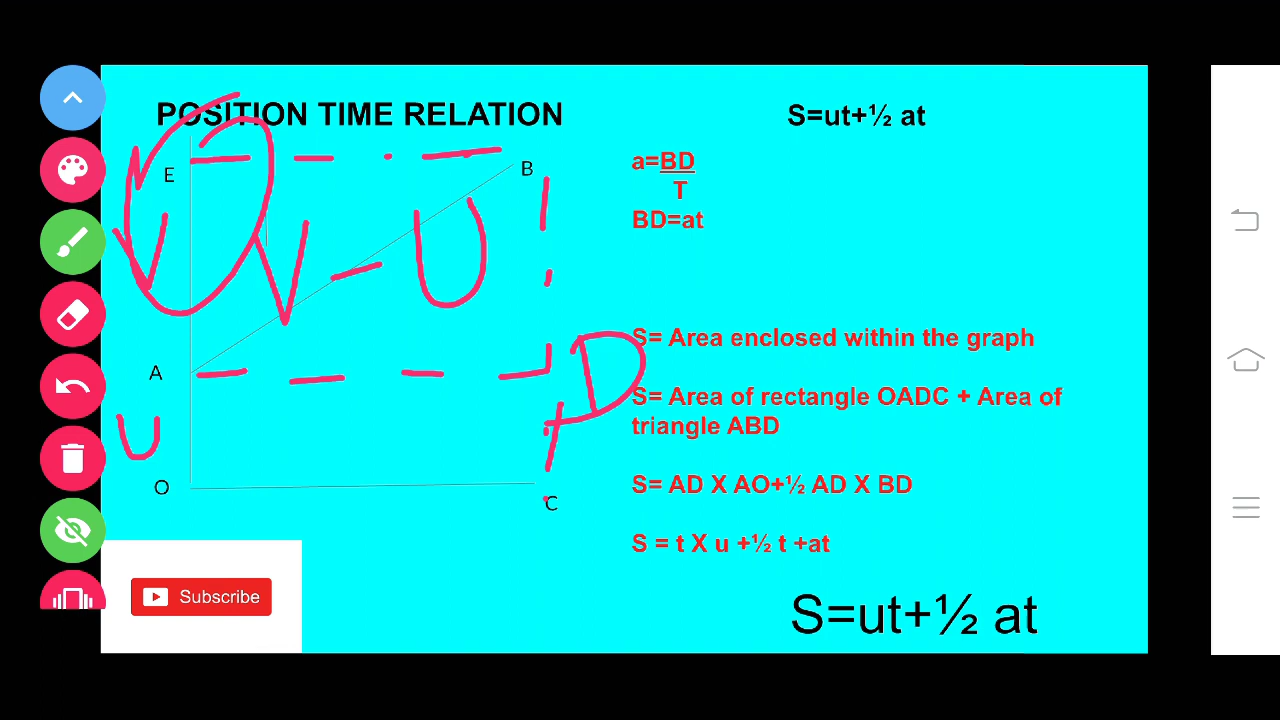 POSITION TIME RELATION
S=ut+½ at
a=BD
T
BD=at
E
B
V
V-U
A
D
U
O
C
S= Area enclosed within the graph
S= Area of rectangle OADC + Area of
triangle ABD
S= AD X AO+½ AD X BD
S = t X u +½ t +at
S=ut+½ at
Subscribe